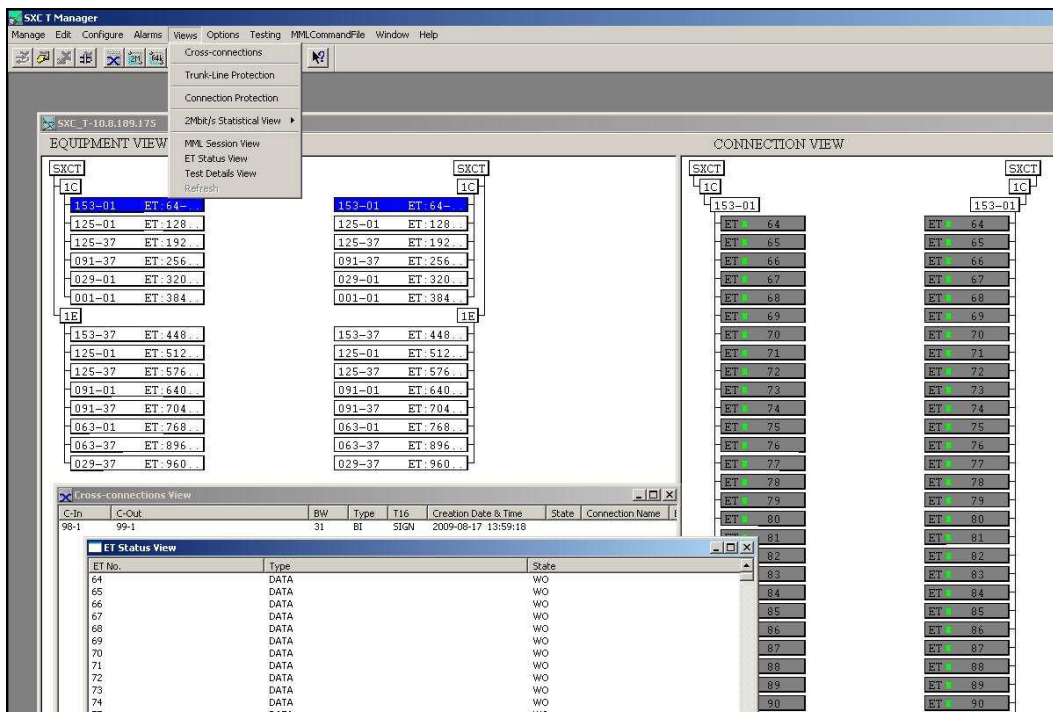 SXC T Manager
Manage Edit Configure Alarms Views Options Testing MMLCommandFile Window Help
Cross-connections
Trunk-Line Protection
Connection Protection
2Mbit/s Statistical View
MML Session View
ET Status View
Test Details View
Refresh
SXC_T-10.8.189.175
EQUIPMENT VIEW
SXCT SXCT
1C 1C
153-01 ET:64-.. 153-01 ET:64-..
125-01 ET:128.. 125-01 ET:128..
125-37 ET:192.. 125-37 ET:192..
091-01 ET:256.. 091-37 ET:256..
029-01 ET:320.. 029-01 ET:320..
001-01 ET:384.. 001-01 ET:384..
1E 1E
153-37 ET:448.. 153-37 ET:448..
125-01 ET:512.. 125-01 ET:512..
125-37 ET:576.. 125-37 ET:576..
091-01 ET:640.. 091-01 ET:640..
091-37 ET:704.. 091-37 ET:704..
063-01 ET:768.. 063-01 ET:768..
063-37 ET:896.. 063-37 ET:896..
029-37 ET:960.. 029-37 ET:960..
CONNECTION VIEW
SXCT SXCT
1C 1C
153-01 153-01
ET 64 ET 64
ET 65 ET 65
ET 66 ET 66
ET 67 ET 67
ET 68 ET 68
ET 69 ET 69
ET 70 ET 70
ET 71 ET 71
ET 72 ET 72
ET 73 ET 73
ET 74 ET 74
ET 75 ET 75
ET 76 ET 76
ET 77 ET 77
ET 78 ET 78
ET 79 ET 79
ET 80 ET 80
81 ET 81
82 ET 82
83 ET 83
84 ET 84
85 ET 85
86 ET 86
87 ET 87
88 ET 88
89 ET 89
90 ET 90
Cross-connections View
C-In C-Out BW Type T16 Creation Date & Time State Connection Name
98-1 99-1 31 BI SIGN 2009-08-17 13:59:18
ET Status View
ET No. Type State
64 DATA WO
65 DATA WO
66 DATA WO
67 DATA WO
68 DATA WO
69 DATA WO
70 DATA WO
71 DATA WO
72 DATA WO
73 DATA WO
74 DATA WO